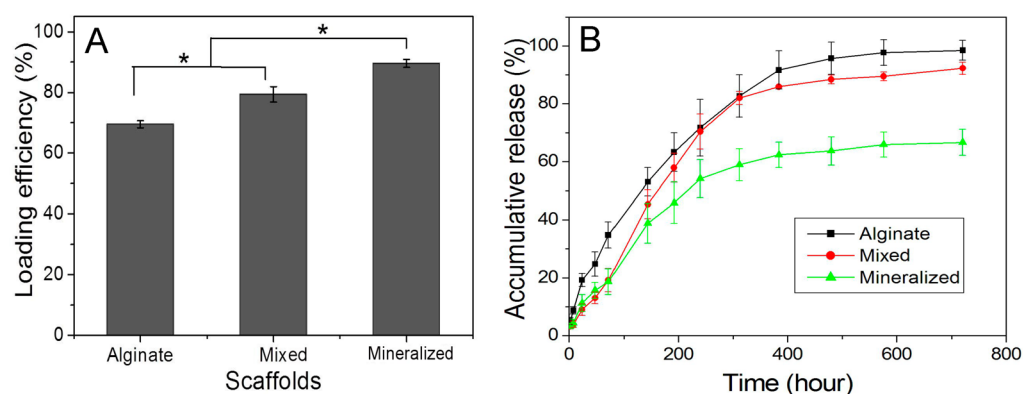 A
Loading efficiency (%)
100
80
60
40
20
0
*
*
Alginate
Mixed
Mineralized
Scaffolds
B
Accumulative release (%)
100
80
60
40
20
0
Alginate
Mixed
Mineralized
0
200
400
600
800
Time (hour)